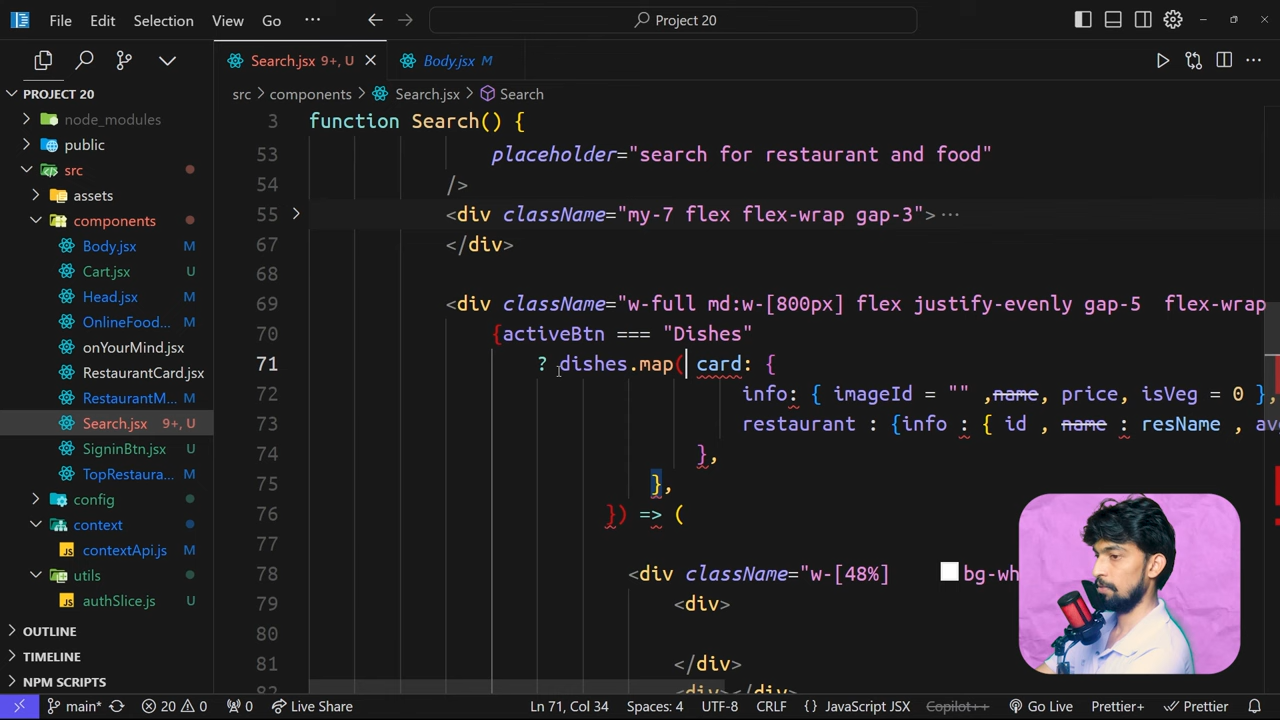 File Edit Selection View Go ··· Project 20
Search.jsx 9+, U
Body.jsx M
PROJECT 20
node_modules
public
src
assets
components
Body.jsx M
Cart.jsx U
Head.jsx M
OnlineFood... M
onYourMind.jsx
RestaurantCard.jsx
RestaurantM... M
Search.jsx 9+, U
SigninBtn.jsx U
TopRestaura... M
config
context
contextApi.js M
utils
authSlice.js U
OUTLINE
TIMELINE
NPM SCRIPTS
src > components > Search.jsx > Search
3 function Search() {
53 placeholder="search for restaurant and food"
54 />
55 <div className="my-7 flex flex-wrap gap-3"> ···
67 </div>
68
69 <div className="w-full md:w-[800px] flex justify-evenly gap-5 flex-wrap
70 {activeBtn === "Dishes"
71 ? dishes.map( card: {
72 info: { imageId = "" ,name, price, isVeg = 0 },
73 restaurant : {info : { id , name : resName , av
74 },
75 },
76 }) => (
77
78 <div className="w-[48%] bg-wh
79 <div>
80
81 </div>
82 <div></div>
main* 20 0 0 Live Share Ln 71, Col 34 Spaces: 4 UTF-8 CRLF {} JavaScript JSX Copilot++ Go Live Prettier+ Prettier